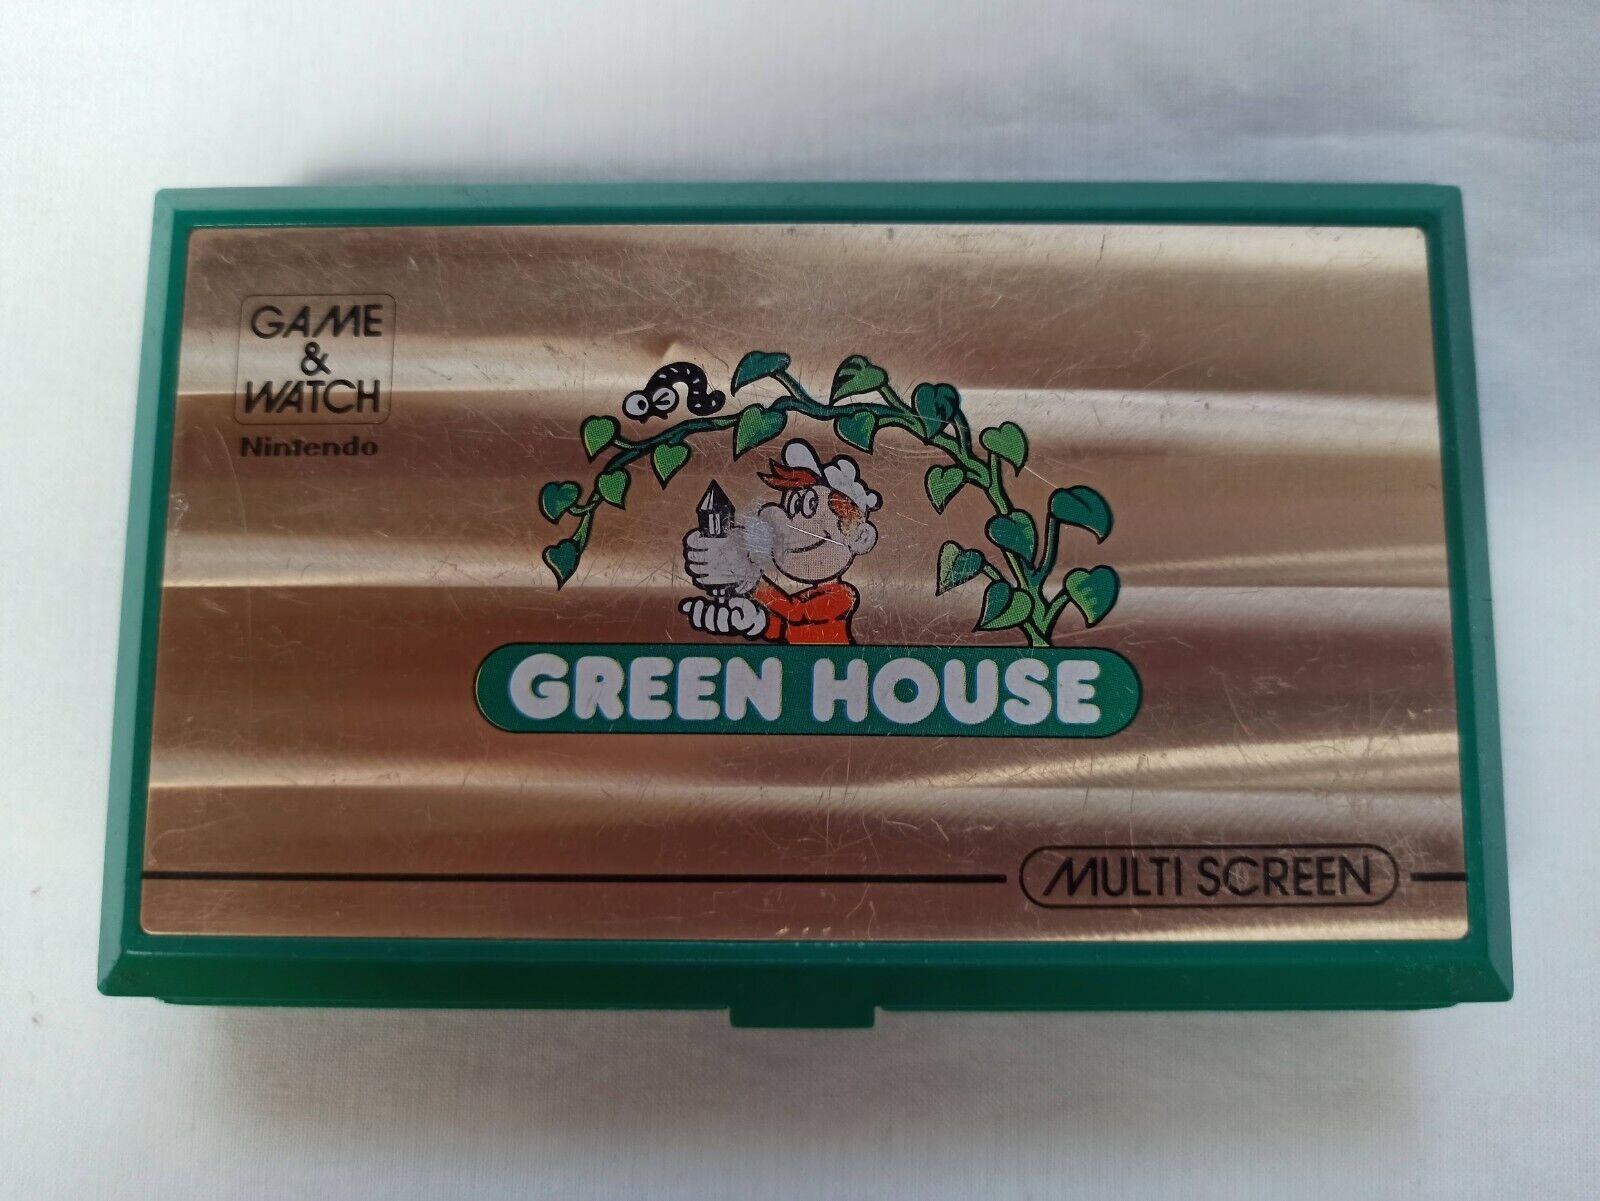 GAME
&
WATCH
Nintendo
GREEN HOUSE
MULTI SCREEN